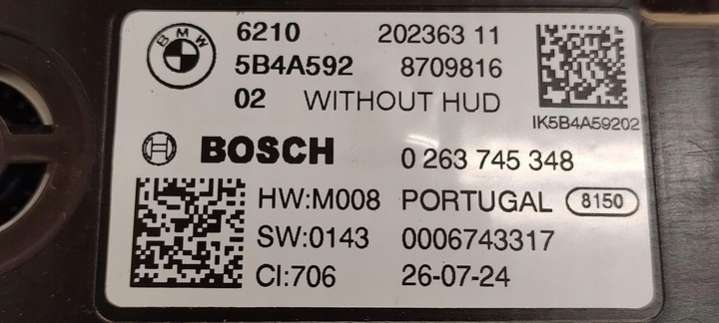 BMW
6210 202363 11
5B4A592 8709816
02 WITHOUT HUD
IK5B4A59202
BOSCH 0 263 745 348
HW:M008 PORTUGAL 8150
SW:0143 0006743317
CI:706 26-07-24